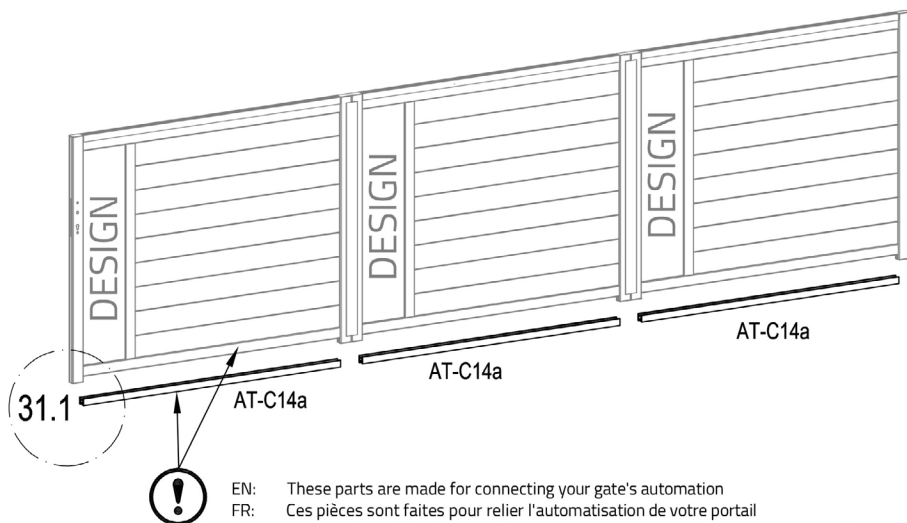 DESIGN
DESIGN
DESIGN
AT-C14a
AT-C14a
AT-C14a
31.1
!
EN: These parts are made for connecting your gate's automation
FR: Ces pièces sont faites pour relier l'automatisation de votre portail